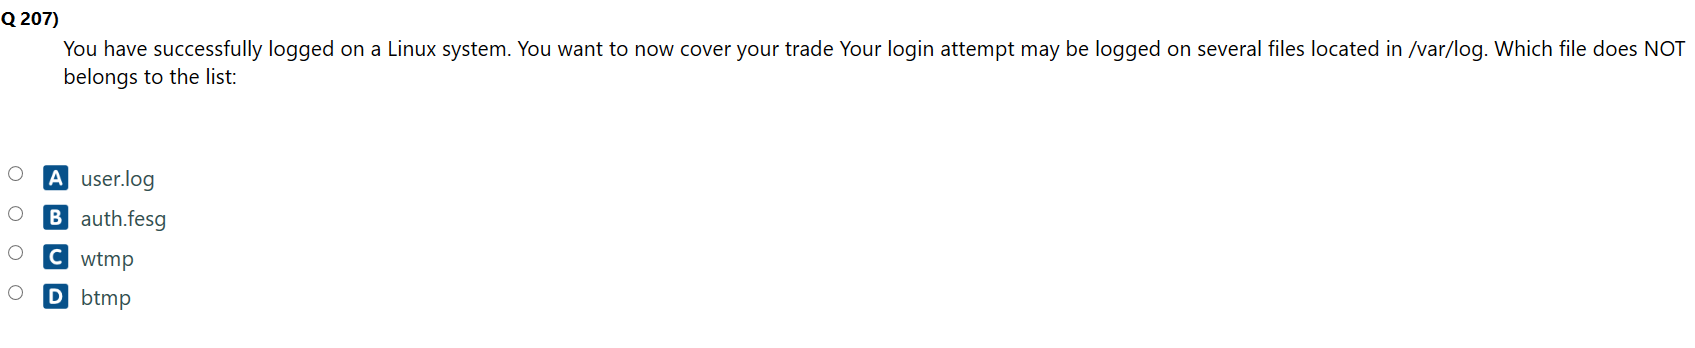 Q 207)
You have successfully logged on a Linux system. You want to now cover your trade Your login attempt may be logged on several files located in /var/log. Which file does NOT
belongs to the list:
A user.log
B auth.fesg
C wtmp
D btmp